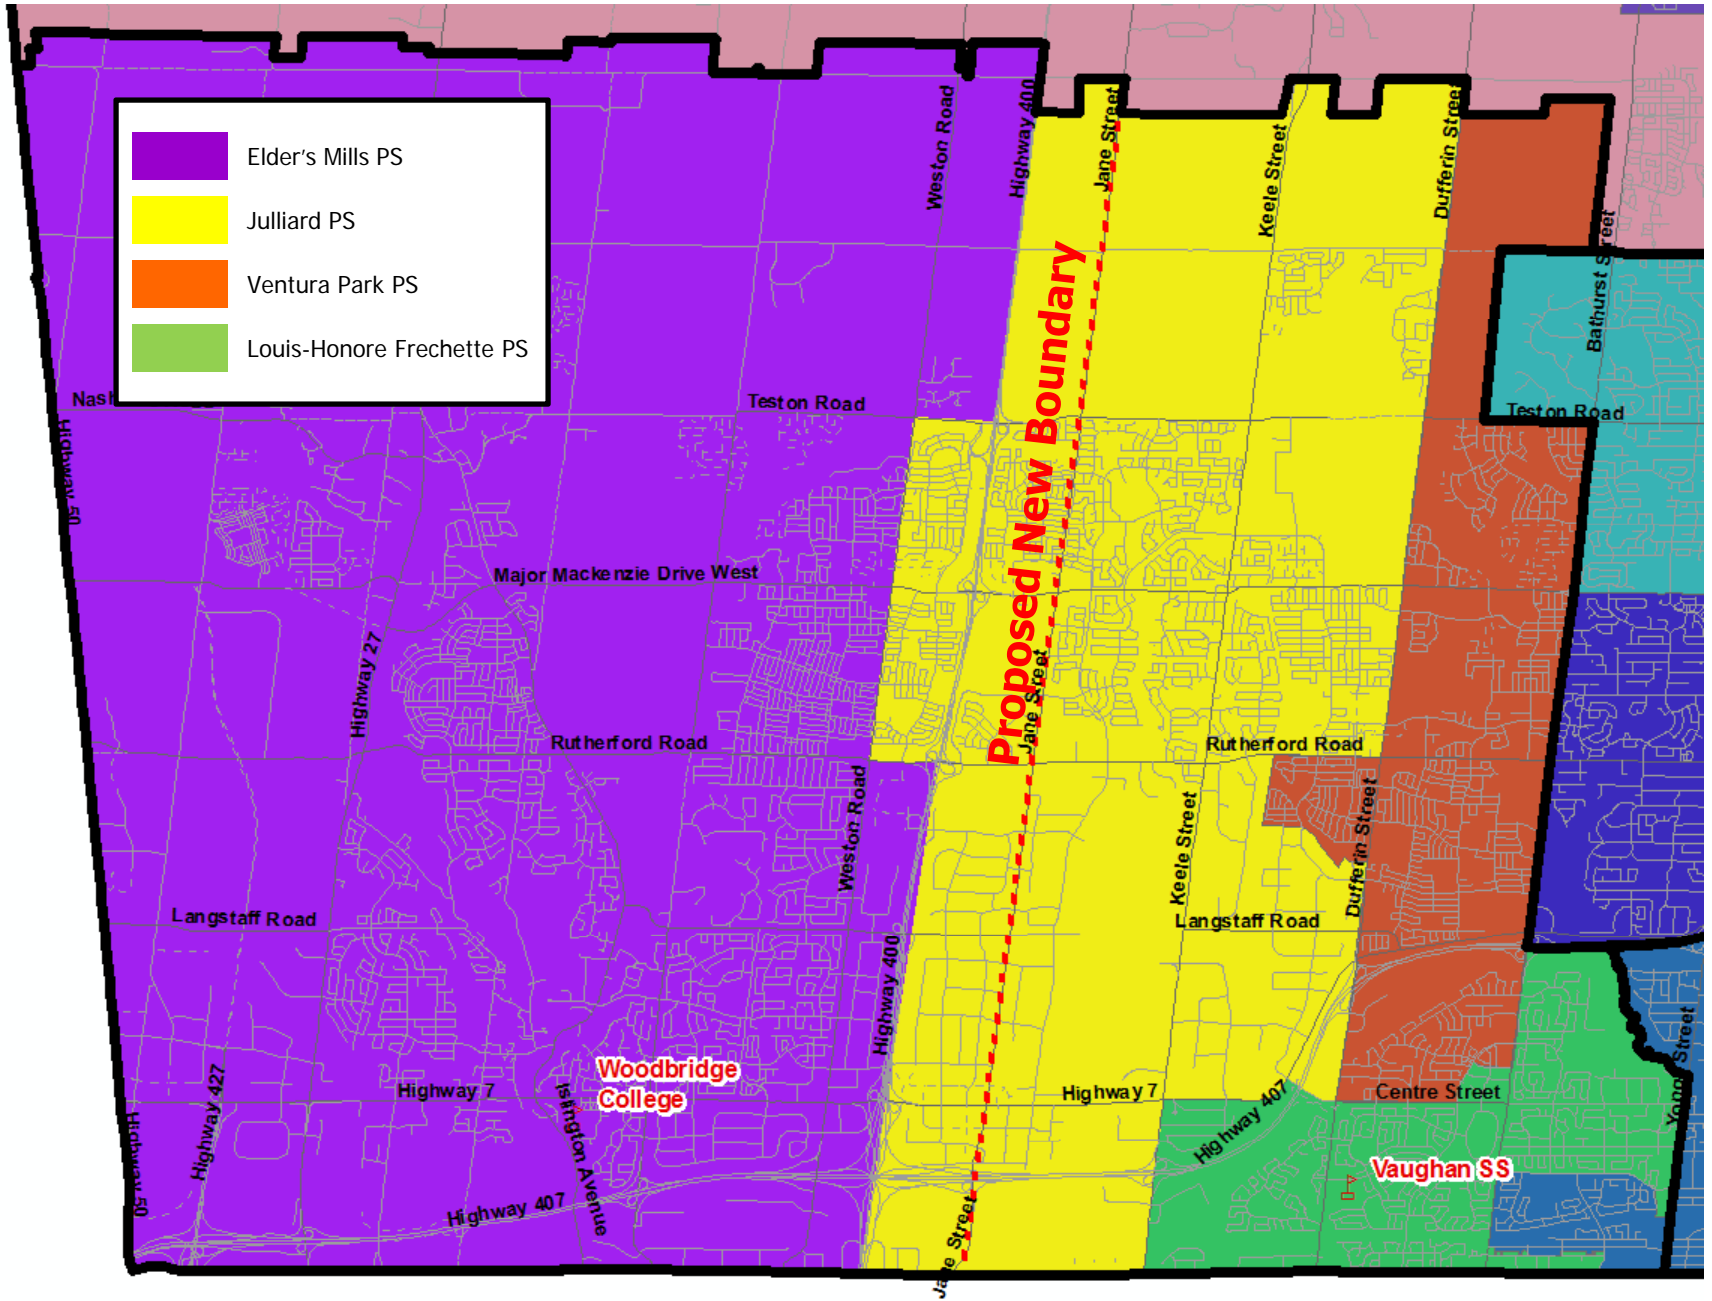 Elder's Mills PS
Julliard PS
Ventura Park PS
Louis-Honore Frechette PS
Weston Road
Highway 400
Jane Street
Keele Street
Dufferin Street
Bathurst Street
Proposed New Boundary
Nash
Teston Road
Teston Road
Highway 50
Major Mackenzie Drive West
Highway 27
Jane Street
Rutherford Road
Rutherford Road
Weston Road
Keele Street
Dufferin Street
Langstaff Road
Langstaff Road
Highway 400
Yonge Street
Woodbridge
College
Highway 7
Highway 7
Centre Street
Highway 427
Highway 50
Islington Avenue
Highway 407
Highway 407
Vaughan SS
Jane Street